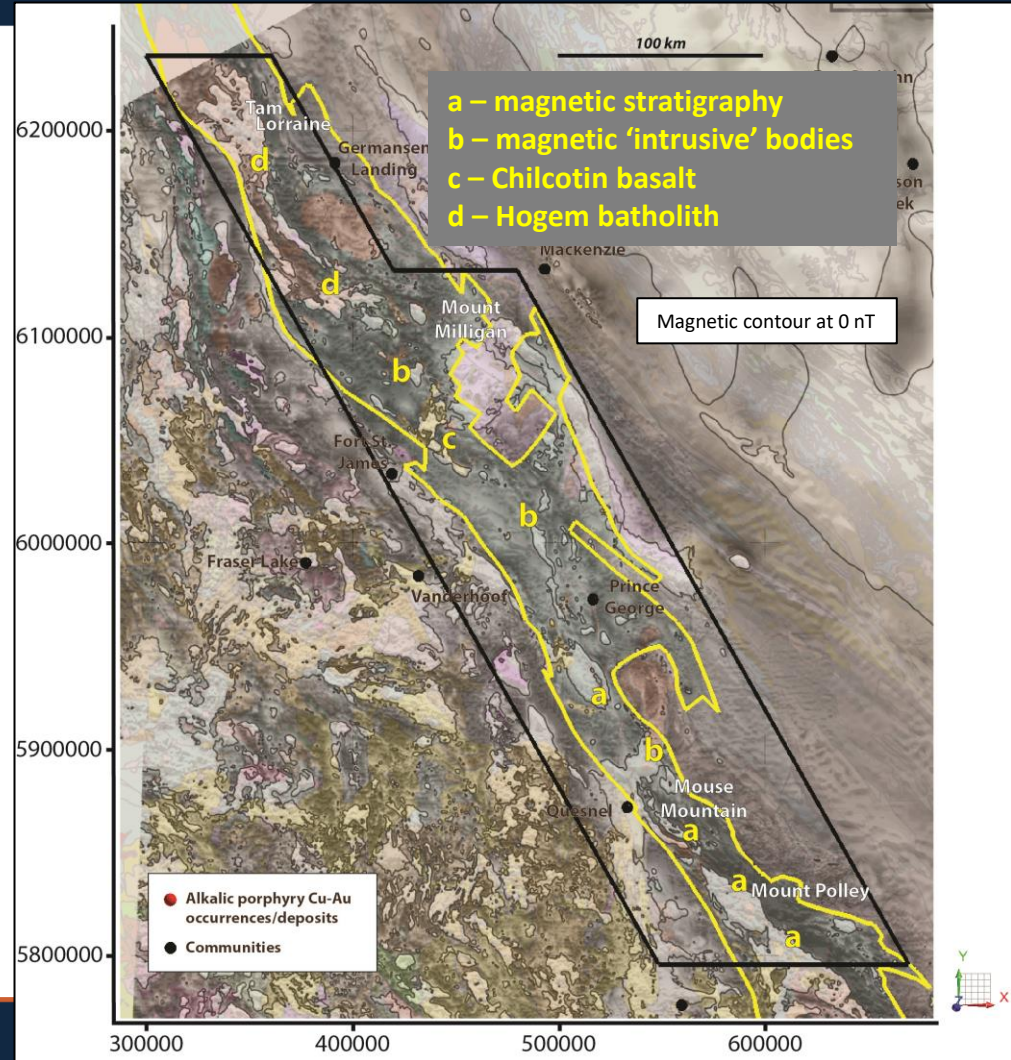 100 km
a – magnetic stratigraphy
b – magnetic ‘intrusive’ bodies
c – Chilcotin basalt
d – Hogem batholith
6200000
6100000
6000000
5900000
5800000
Tam
Lorraine
Germansen
Landing
d
d
Mackenzie
Magnetic contour at 0 nT
Mount
Milligan
b
c
Fort St.
James
b
Fraser Lake
Vanderhoof
Prince
George
a
b
Mouse
Mountain
Quesnel
a
a
Mount Polley
a
Alkalic porphyry Cu-Au
occurrences/deposits
Communities
Y
Z
X
300000
400000
500000
600000